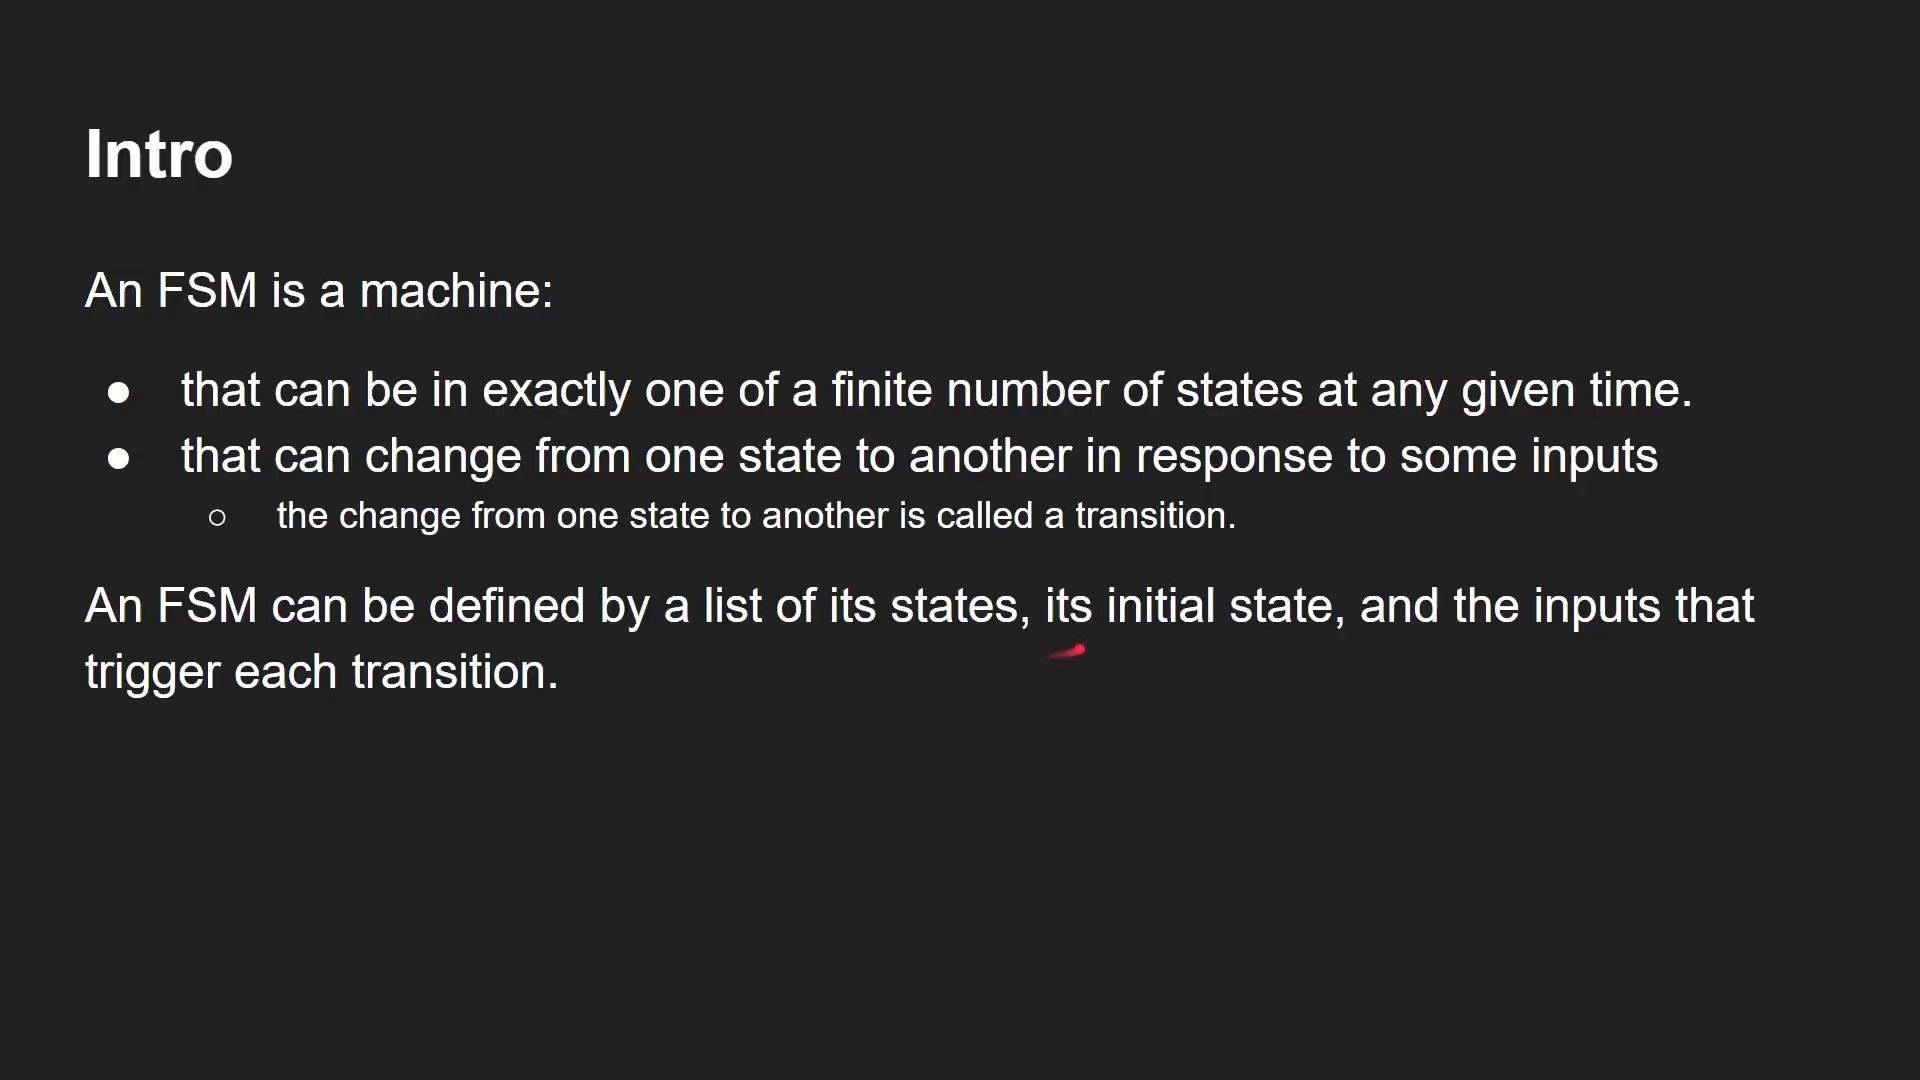 Intro
An FSM is a machine:
● that can be in exactly one of a finite number of states at any given time.
● that can change from one state to another in response to some inputs
○ the change from one state to another is called a transition.
An FSM can be defined by a list of its states, its initial state, and the inputs that
trigger each transition.